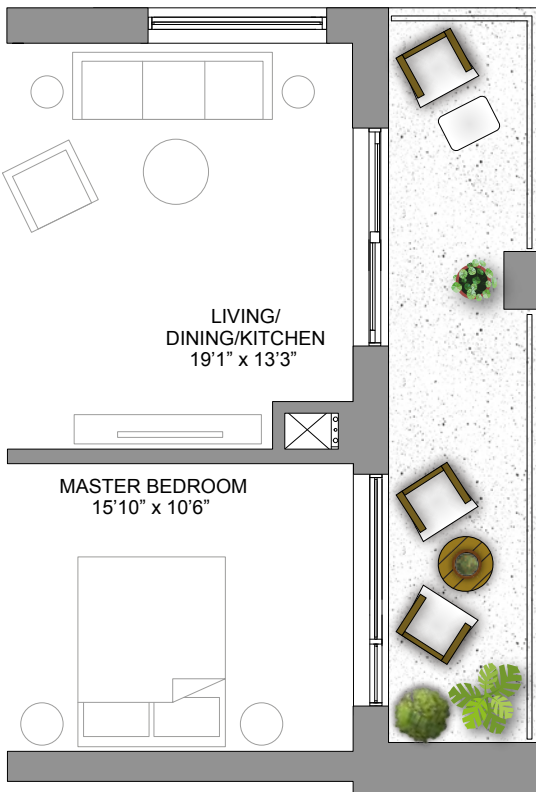 LIVING/
DINING/KITCHEN
19’1” x 13’3”
MASTER BEDROOM
15’10” x 10’6”